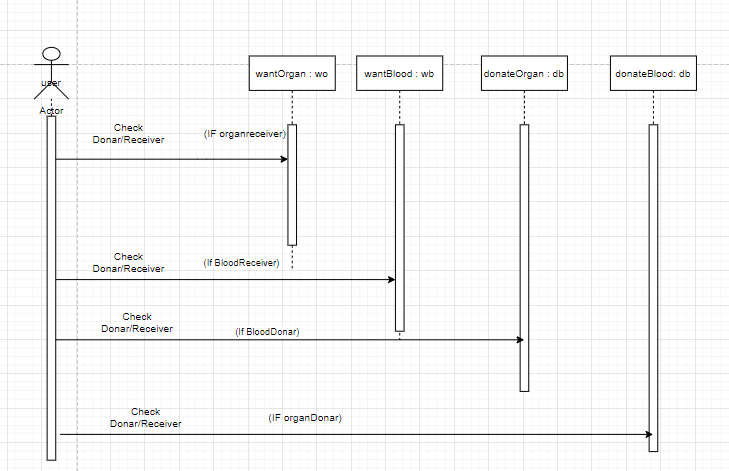 user
Actor
wantOrgan : wo
wantBlood : wb
donateOrgan : db
donateBlood: db
Check
Donar/Receiver
(IF organreceiver)
Check
Donar/Receiver
(If BloodReceiver)
Check
Donar/Receiver
(If BloodDonar)
Check
Donar/Receiver
(IF organDonar)